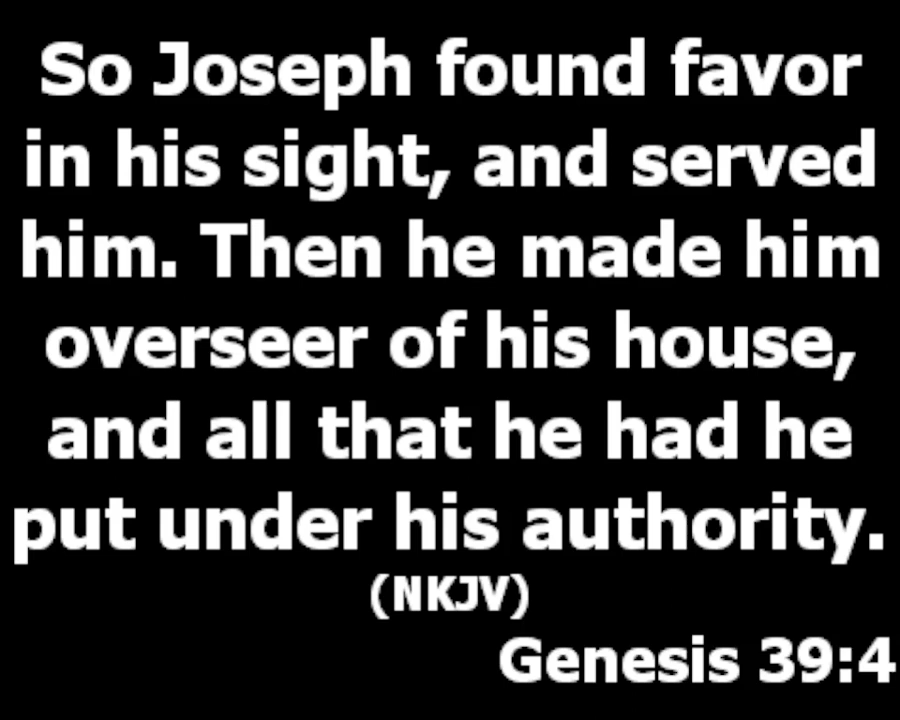 So Joseph found favor
in his sight, and served
him. Then he made him
overseer of his house,
and all that he had he
put under his authority.
(NKJV)
Genesis 39:4